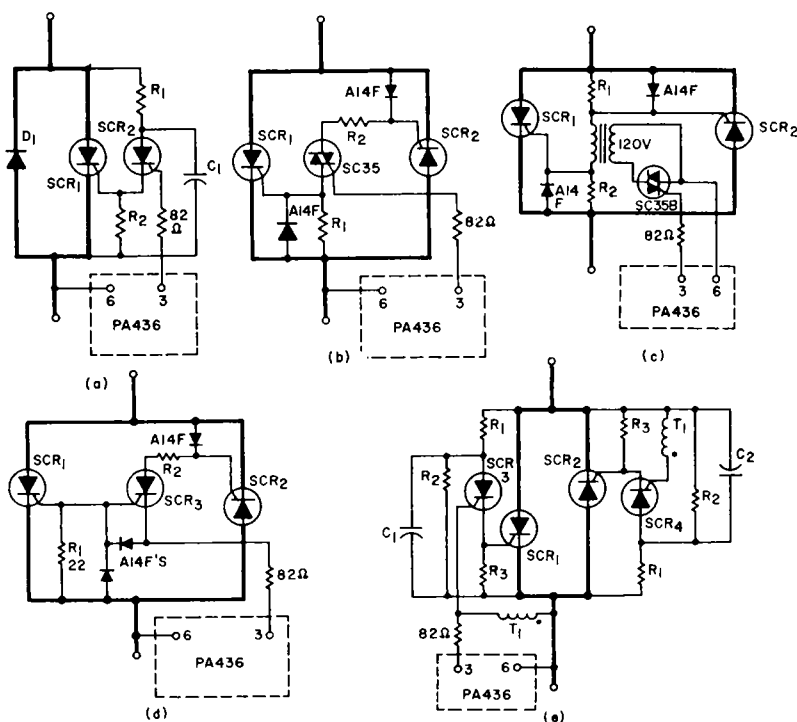 D1
SCR1
SCR2
R1
R2
C1
82
Ω
6
3
PA436
(a)
A14F
SCR1
R2
SC35
SCR2
A14F
R1
82Ω
6
3
PA436
(b)
R1
A14F
SCR1
120V
SCR2
A14
F
R2
SC35B
82Ω
3
6
PA436
(c)
A14F
SCR1
R2
SCR3
SCR2
R1
22
A14F'S
82Ω
6
3
PA436
(d)
R1
R3
T1
R2
SCR
3
SCR2
C2
C1
R2
SCR4
SCR1
R3
R1
82Ω
T1
3
6
PA436
(e)